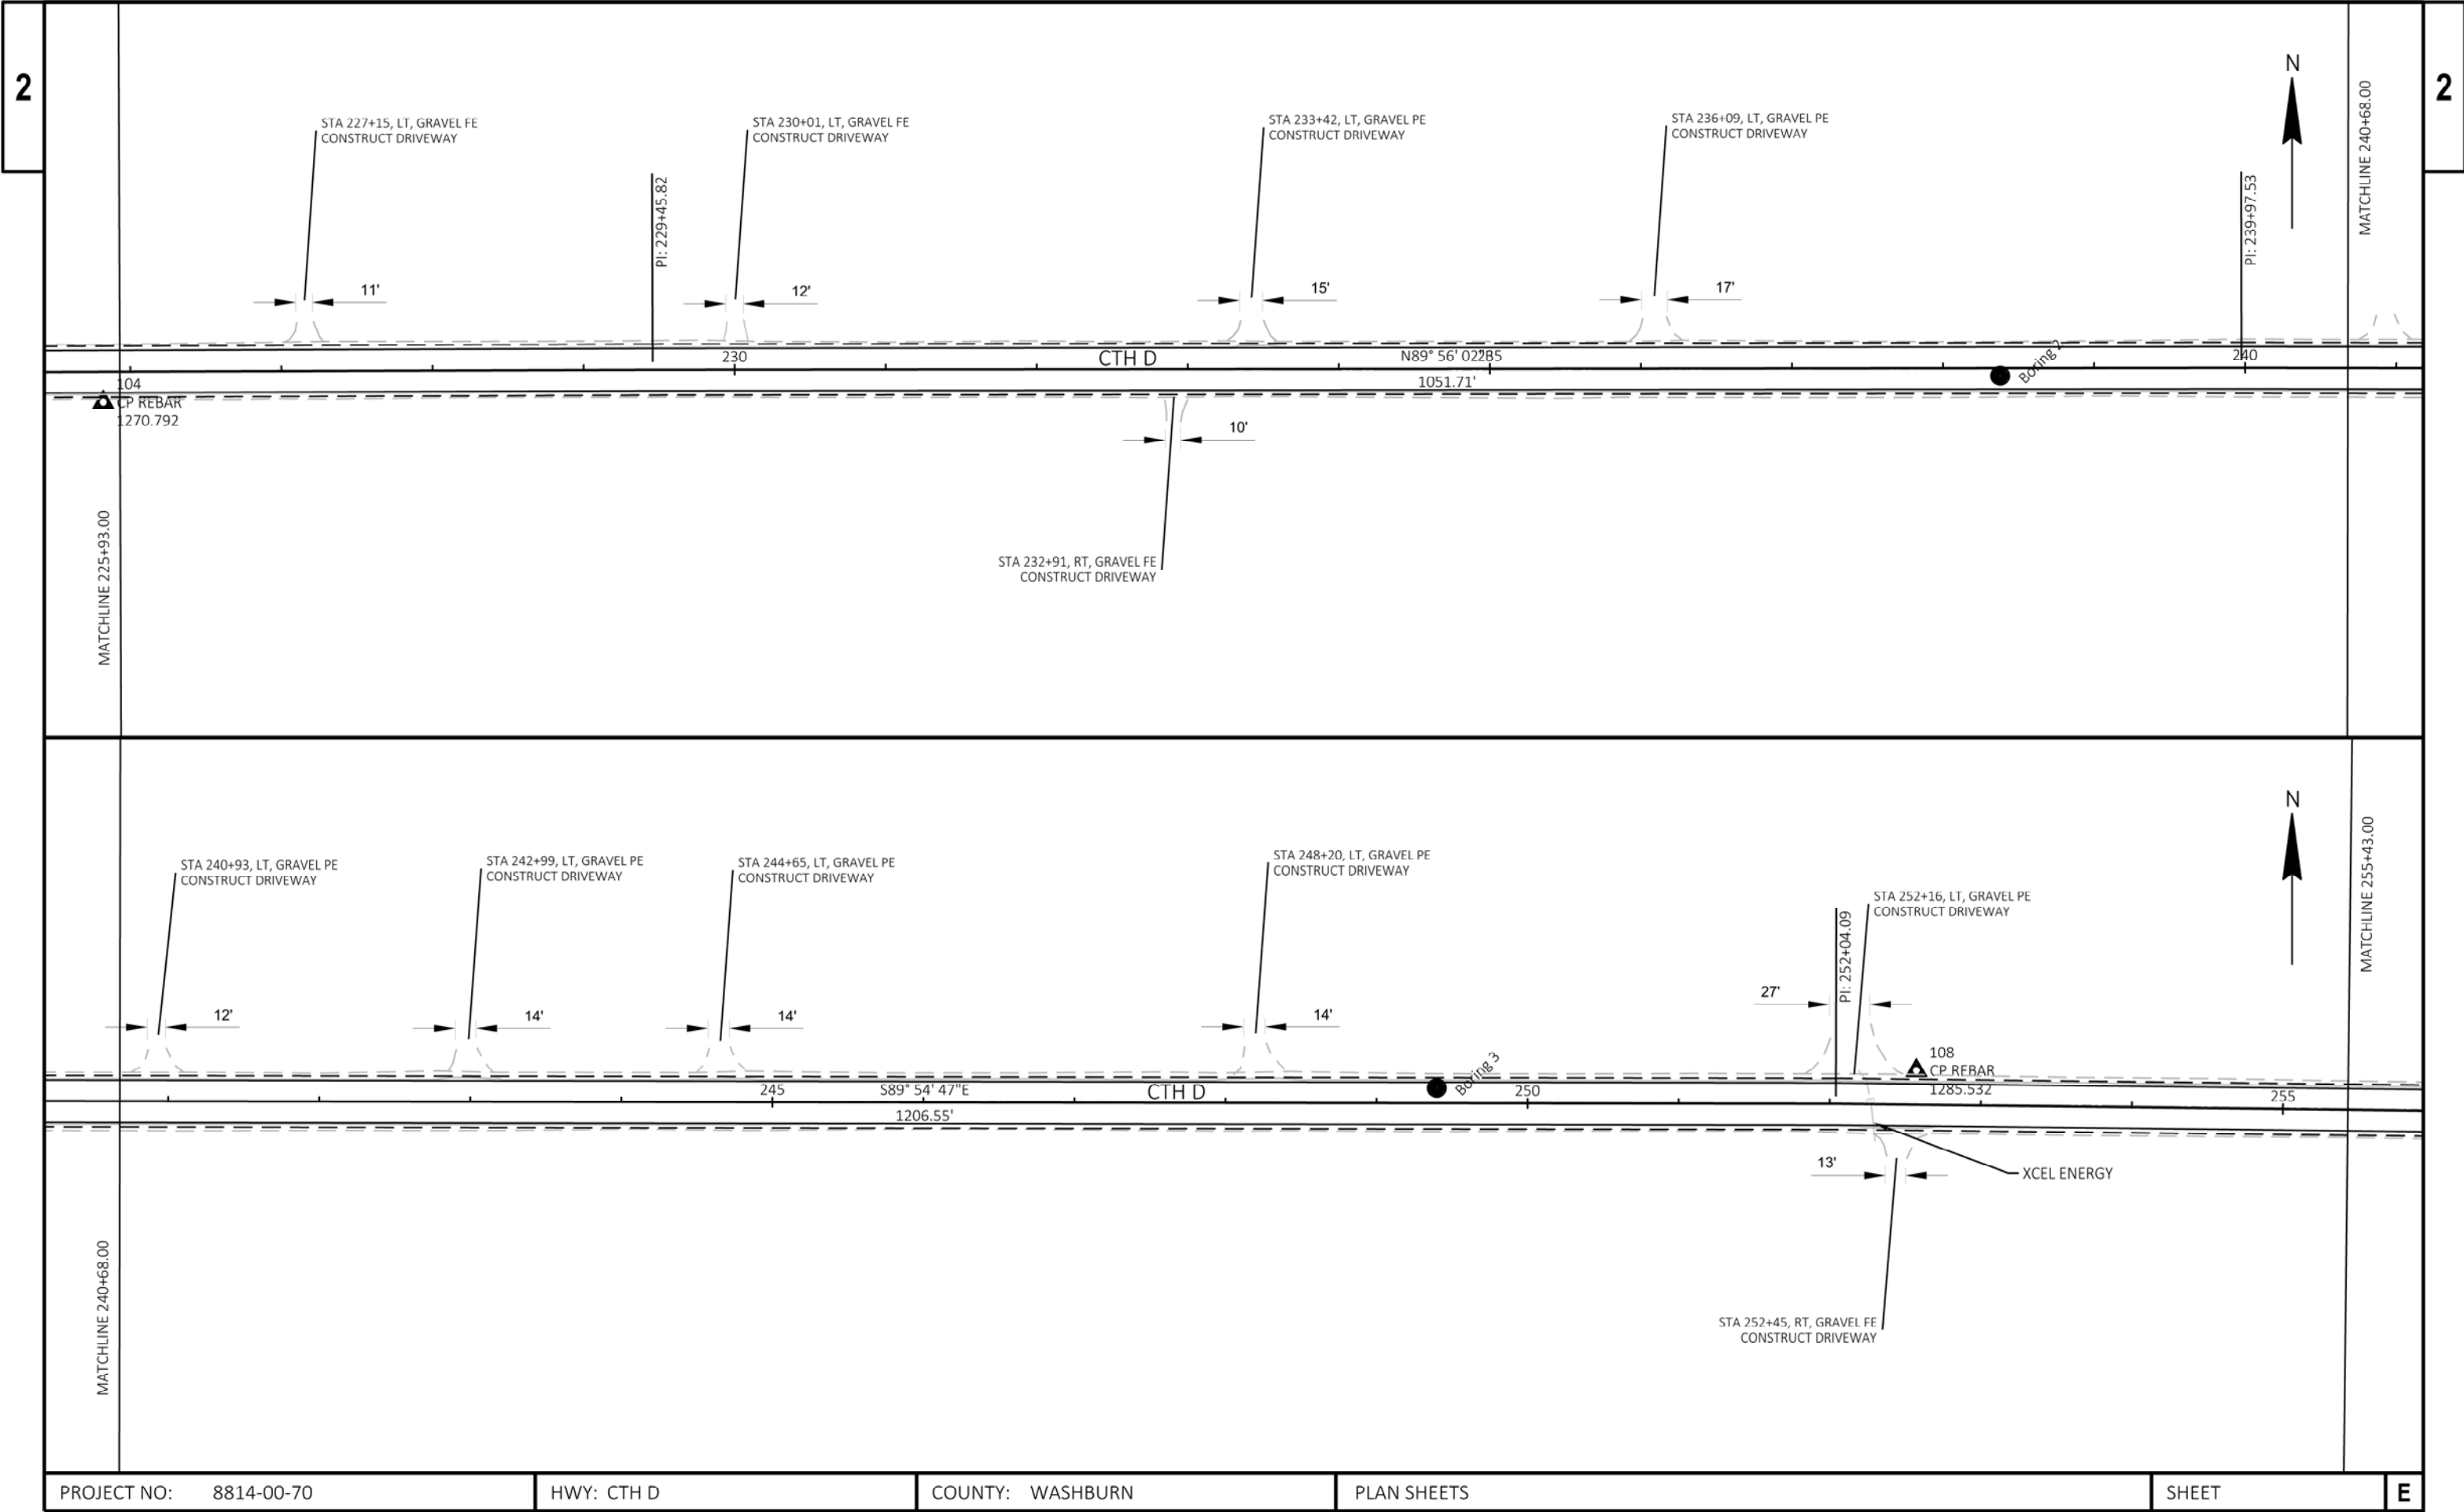 2
2
N
MATCHLINE 240+68.00
STA 227+15, LT, GRAVEL FE
CONSTRUCT DRIVEWAY
STA 230+01, LT, GRAVEL FE
CONSTRUCT DRIVEWAY
STA 233+42, LT, GRAVEL PE
CONSTRUCT DRIVEWAY
STA 236+09, LT, GRAVEL PE
CONSTRUCT DRIVEWAY
PI: 229+45.82
PI: 239+97.53
11'
12'
15'
17'
230
CTH D
N89° 56' 02"
235
240
1051.71'
Boring 2
104
CP REBAR
1270.792
10'
MATCHLINE 225+93.00
STA 232+91, RT, GRAVEL FE
CONSTRUCT DRIVEWAY
N
MATCHLINE 255+43.00
STA 240+93, LT, GRAVEL PE
CONSTRUCT DRIVEWAY
STA 242+99, LT, GRAVEL PE
CONSTRUCT DRIVEWAY
STA 244+65, LT, GRAVEL PE
CONSTRUCT DRIVEWAY
STA 248+20, LT, GRAVEL PE
CONSTRUCT DRIVEWAY
STA 252+16, LT, GRAVEL PE
CONSTRUCT DRIVEWAY
PI: 252+04.09
12'
14'
14'
14'
27'
108
CP REBAR
1285.532
245
S89° 54' 47"E
CTH D
Boring 3
250
255
1206.55'
13'
XCEL ENERGY
MATCHLINE 240+68.00
STA 252+45, RT, GRAVEL FE
CONSTRUCT DRIVEWAY
PROJECT NO: 8814-00-70
HWY: CTH D
COUNTY: WASHBURN
PLAN SHEETS
SHEET
E